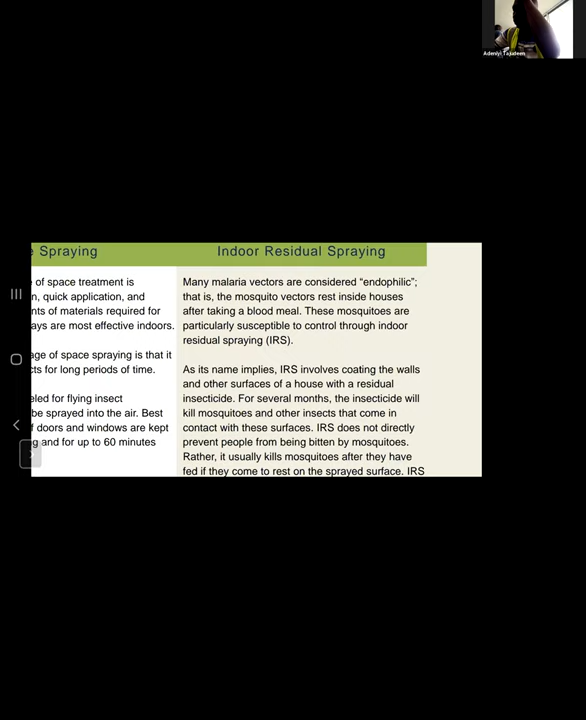 Adeniyi Tajudeen
Spraying
Indoor Residual Spraying
of space treatment is
n, quick application, and
nts of materials required for
ays are most effective indoors.
age of space spraying is that it
cts for long periods of time.
eled for flying insect
be sprayed into the air. Best
f doors and windows are kept
g and for up to 60 minutes
Many malaria vectors are considered “endophilic”;
that is, the mosquito vectors rest inside houses
after taking a blood meal. These mosquitoes are
particularly susceptible to control through indoor
residual spraying (IRS).
As its name implies, IRS involves coating the walls
and other surfaces of a house with a residual
insecticide. For several months, the insecticide will
kill mosquitoes and other insects that come in
contact with these surfaces. IRS does not directly
prevent people from being bitten by mosquitoes.
Rather, it usually kills mosquitoes after they have
fed if they come to rest on the sprayed surface. IRS